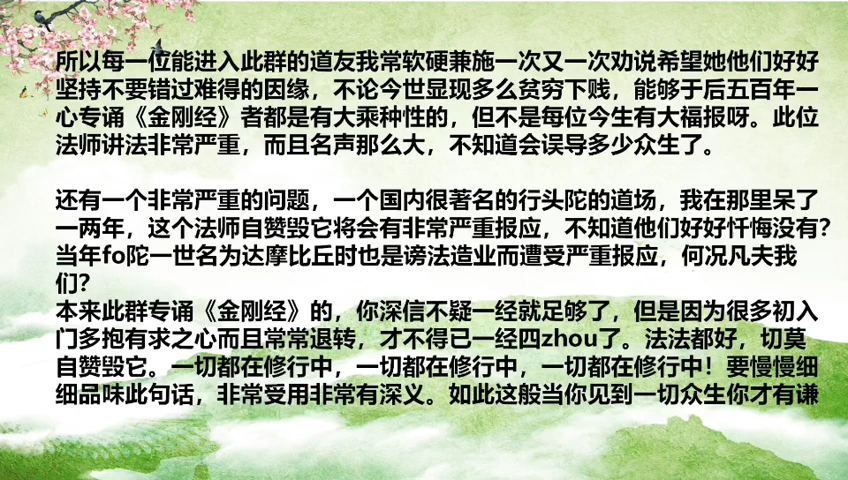 所以每一位能进入此群的道友我常软硬兼施一次又一次劝说希望她他们好好
坚持不要错过难得的因缘，不论今世显现多么贫穷下贱，能够于后五百年一
心专诵《金刚经》者都是有大乘种性的，但不是每位今生有大福报呀。此位
法师讲法非常严重，而且名声那么大，不知道会误导多少众生了。
还有一个非常严重的问题，一个国内很著名的行头陀的道场，我在那里呆了
一两年，这个法师自赞毁它将会有非常严重报应，不知道他们好好忏悔没有？
当年fo陀一世名为达摩比丘时也是谤法造业而遭受严重报应，何况凡夫我
们？
本来此群专诵《金刚经》的，你深信不疑一经就足够了，但是因为很多初入
门多抱有求之心而且常常退转，才不得已一经四zhou了。法法都好，切莫
自赞毁它。一切都在修行中，一切都在修行中，一切都在修行中！要慢慢细
细品味此句话，非常受用非常有深义。如此这般当你见到一切众生你才有谦